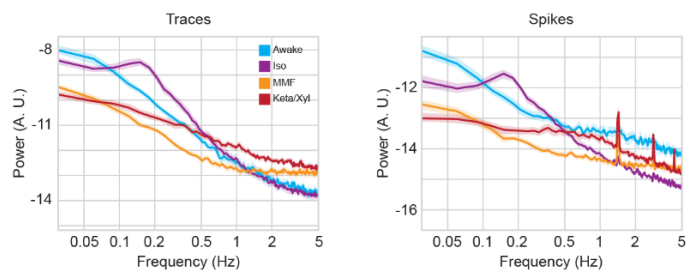 Traces
Power (A. U.)
-8
-11
-14
Awake
Iso
MMF
Keta/Xyl
0.05 0.1 0.2 0.5 1 2 5
Frequency (Hz)
Spikes
Power (A. U.)
-12
-14
-16
0.05 0.1 0.2 0.5 1 2 5
Frequency (Hz)